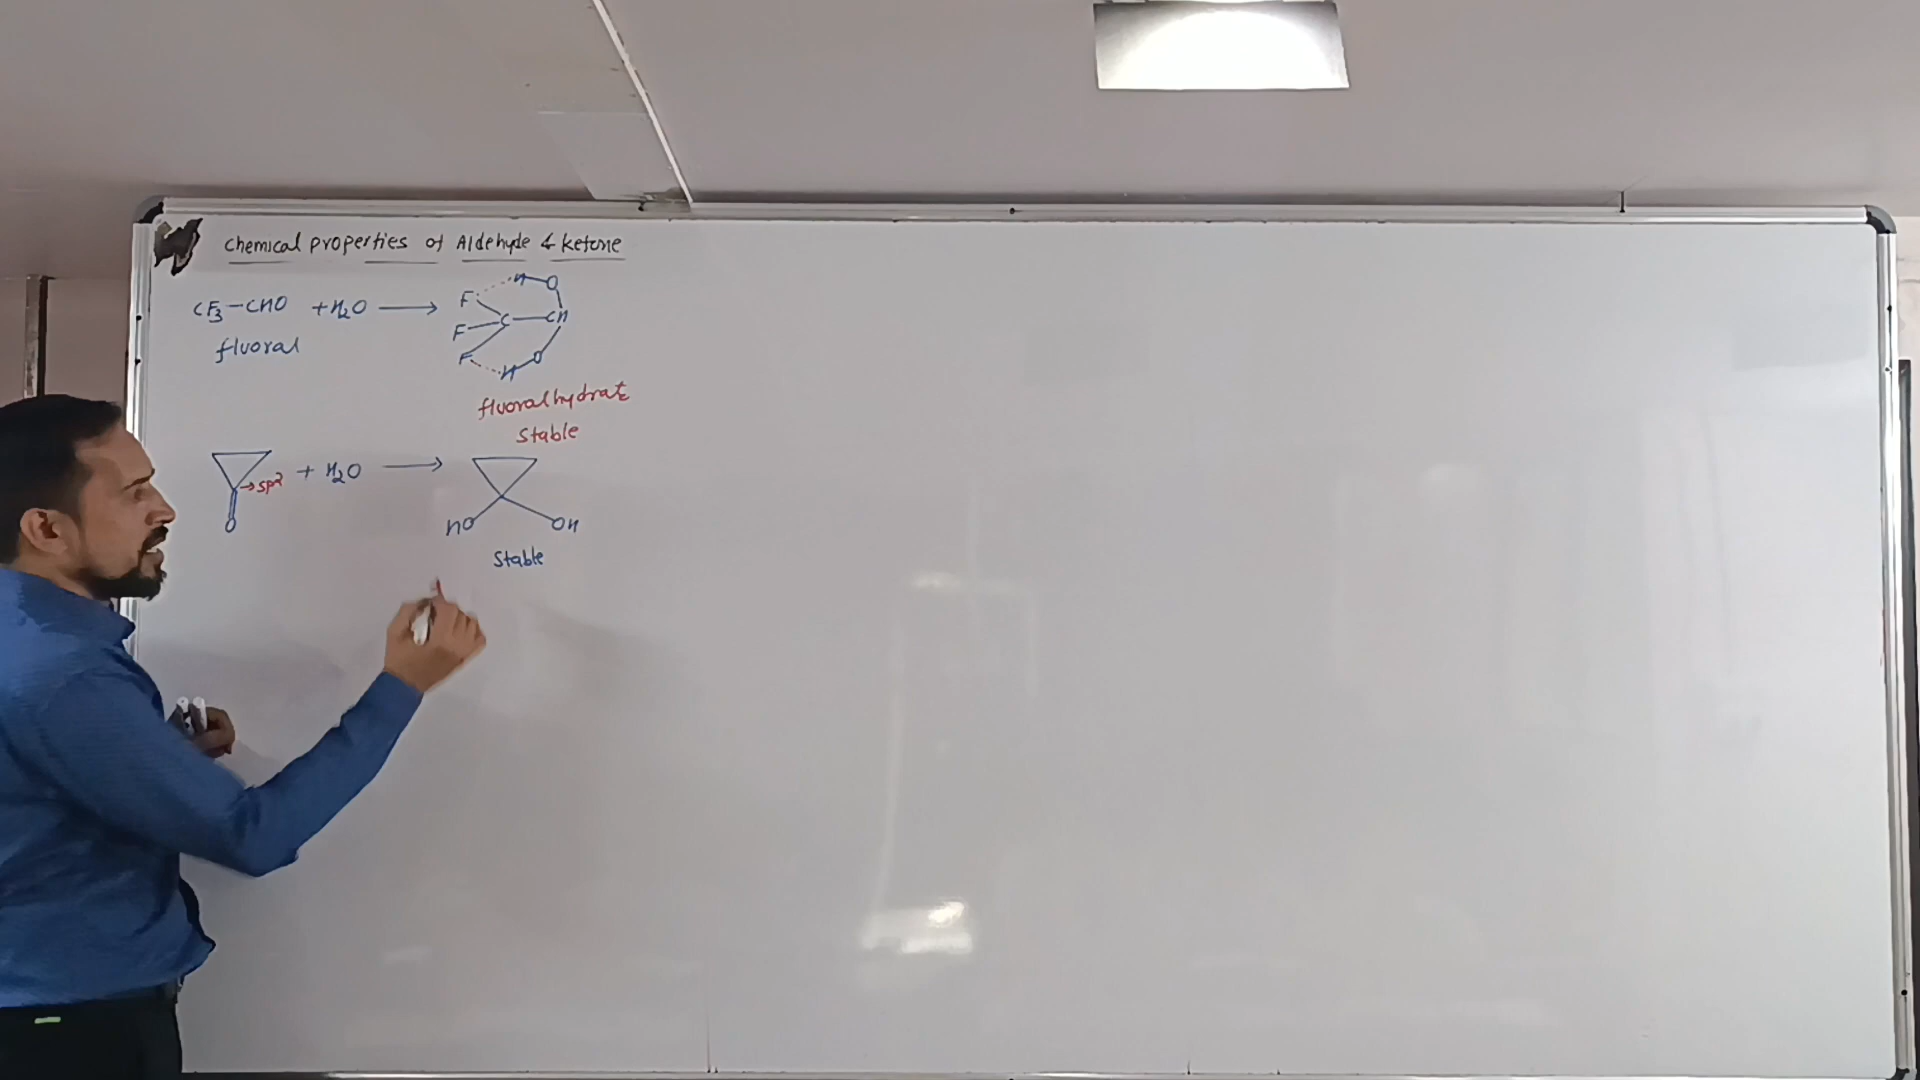 Chemical properties of Aldehyde & ketone
CF3-CHO + H2O ⟶
H-O
F
F C-CH
F
H-O
fluoral
fluoral hydrate
stable
→sp2 + H2O ⟶
O
HO OH
stable